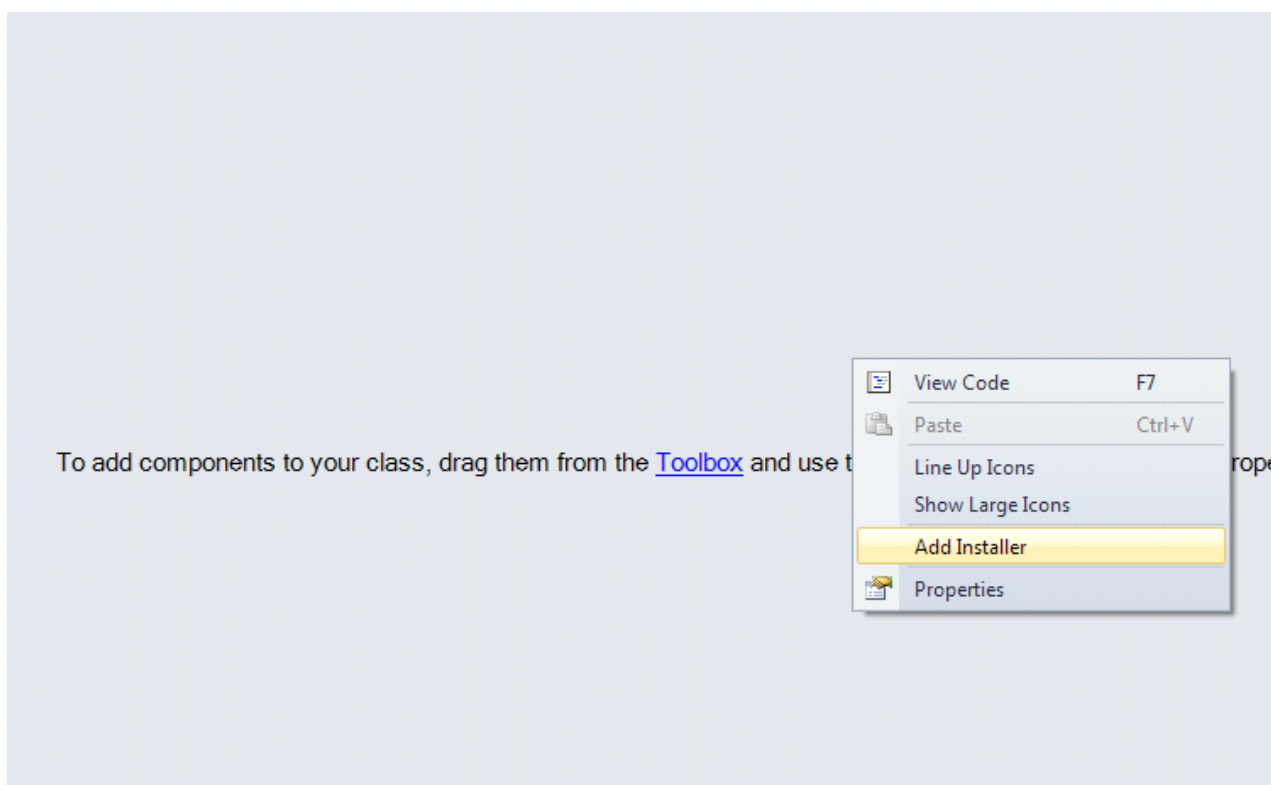 View Code F7
Paste Ctrl+V
To add components to your class, drag them from the Toolbox and use
Line Up Icons
Show Large Icons
Add Installer
Properties